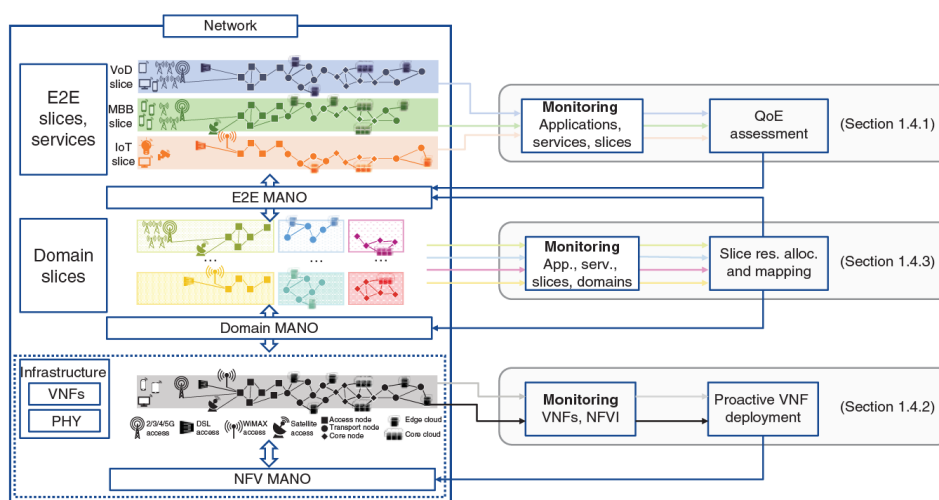 Network
E2E
slices,
services
VoD
slice
MBB
slice
IoT
slice
Monitoring
Applications,
services, slices
QoE
assessment
(Section 1.4.1)
E2E MANO
Domain
slices
...
...
...
Monitoring
App., serv.,
slices, domains
Slice res. alloc.
and mapping
(Section 1.4.3)
Domain MANO
Infrastructure
VNFs
PHY
2/3/4/5G
access
DSL
access
WiMAX
access
Satellite
access
Access node
Transport node
Core node
Edge cloud
Core cloud
Monitoring
VNFs, NFVI
Proactive VNF
deployment
(Section 1.4.2)
NFV MANO